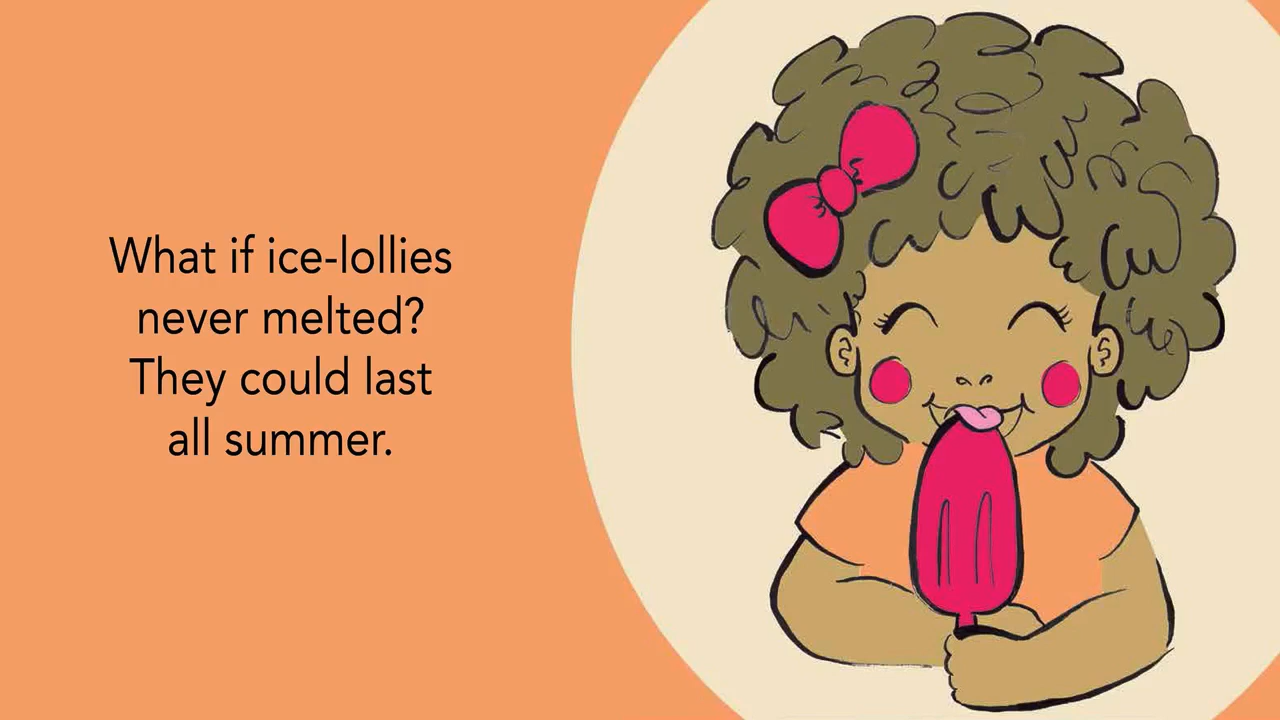 What if ice-lollies
never melted?
They could last
all summer.